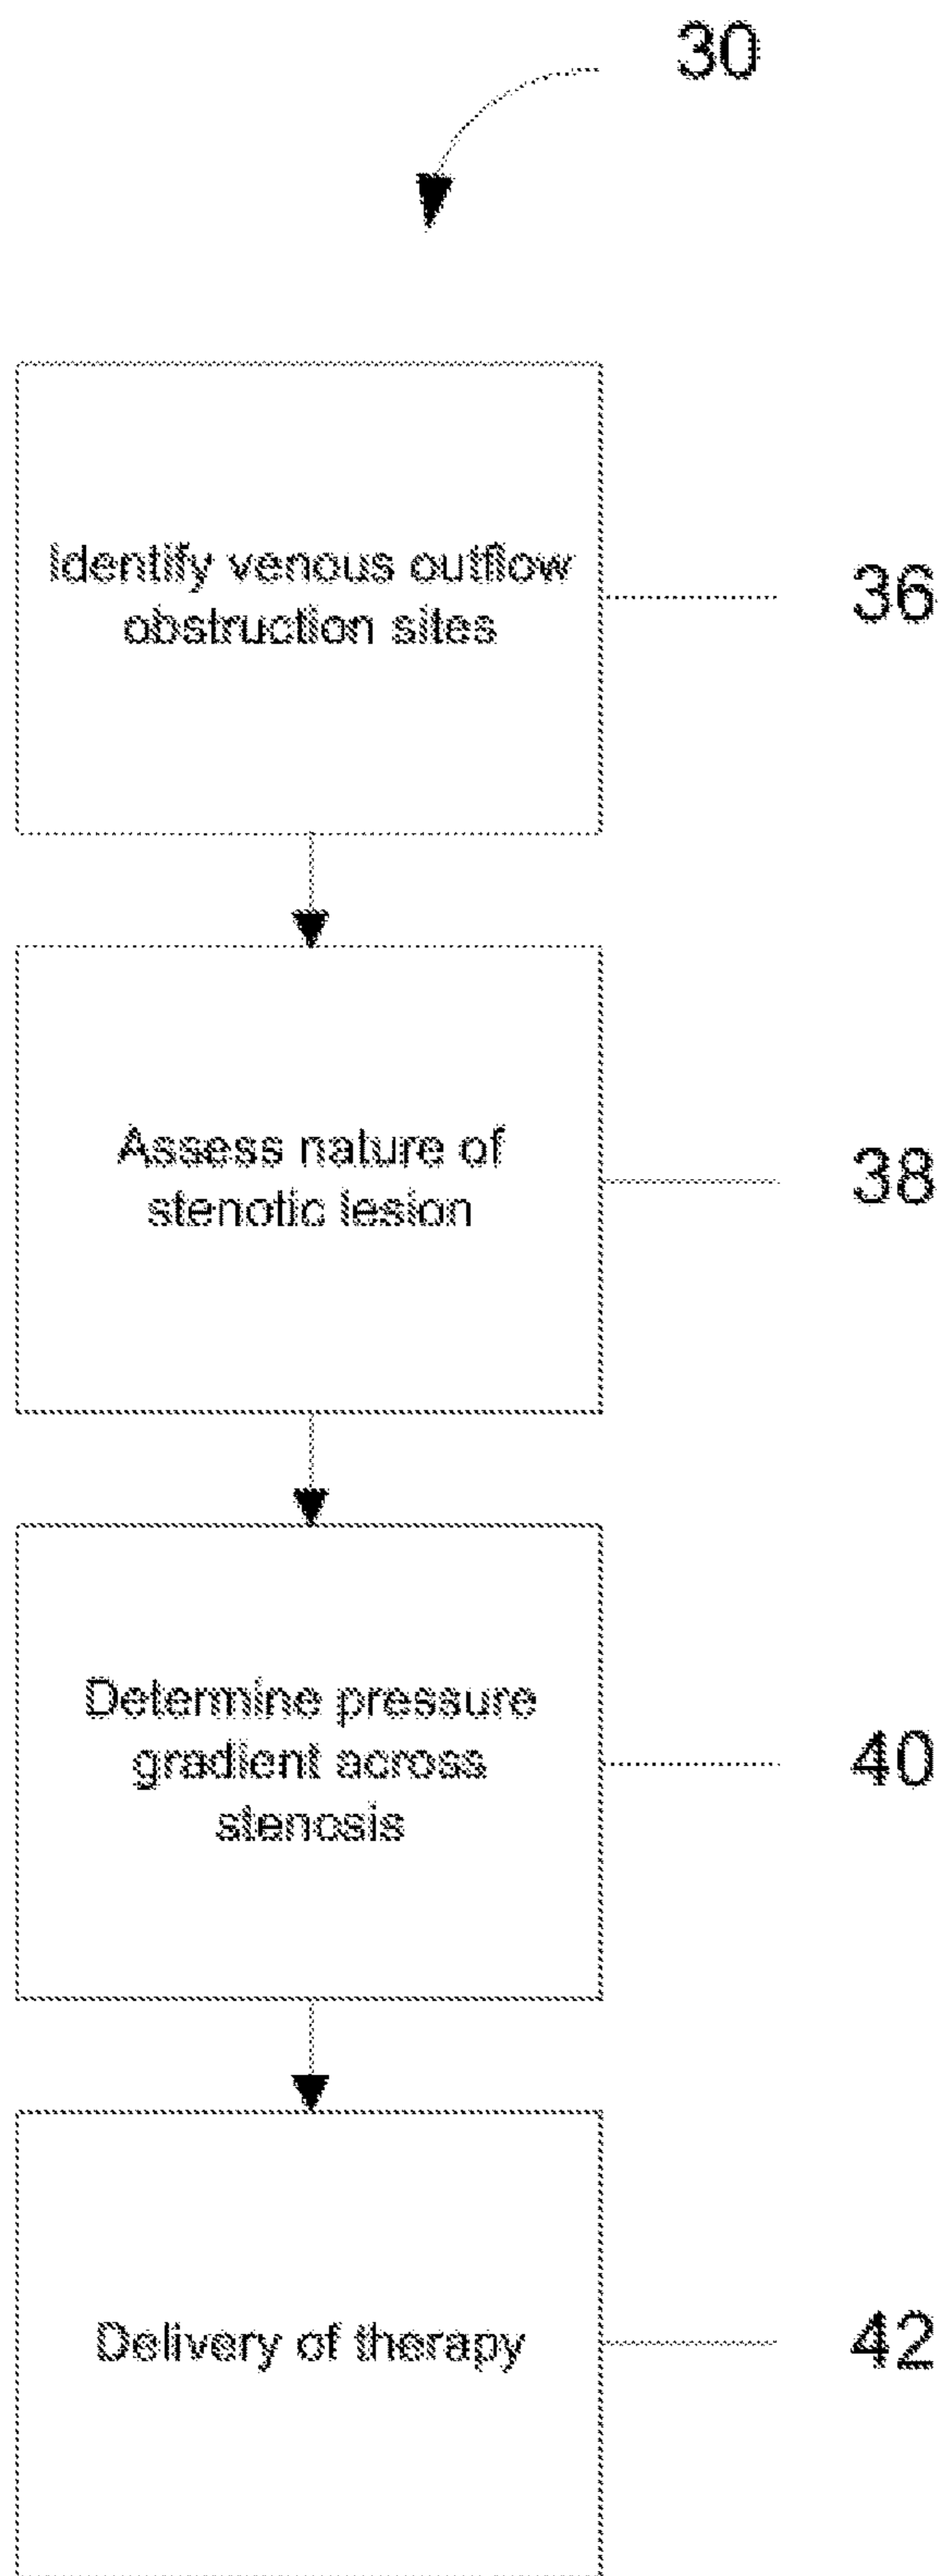 30
Identify venous outflow
obstruction sites
36
Assess nature of
stenotic lesion
38
Determine pressure
gradient across
stenosis
40
Delivery of therapy
42